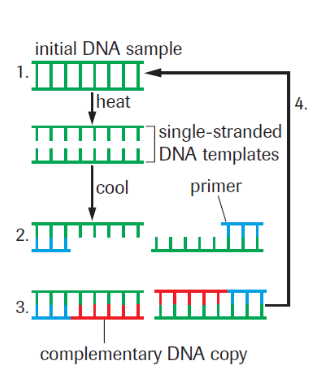 initial DNA sample
1.
heat
4.
single-stranded
DNA templates
cool
primer
2.
3.
complementary DNA copy